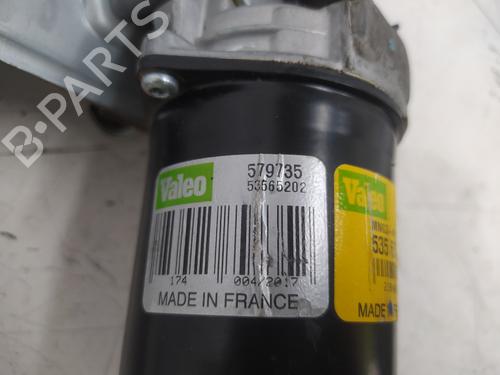 B-PARTS
Valeo
579735
53565202
174 004/2017
MADE IN FRANCE
Valeo
535
MADE